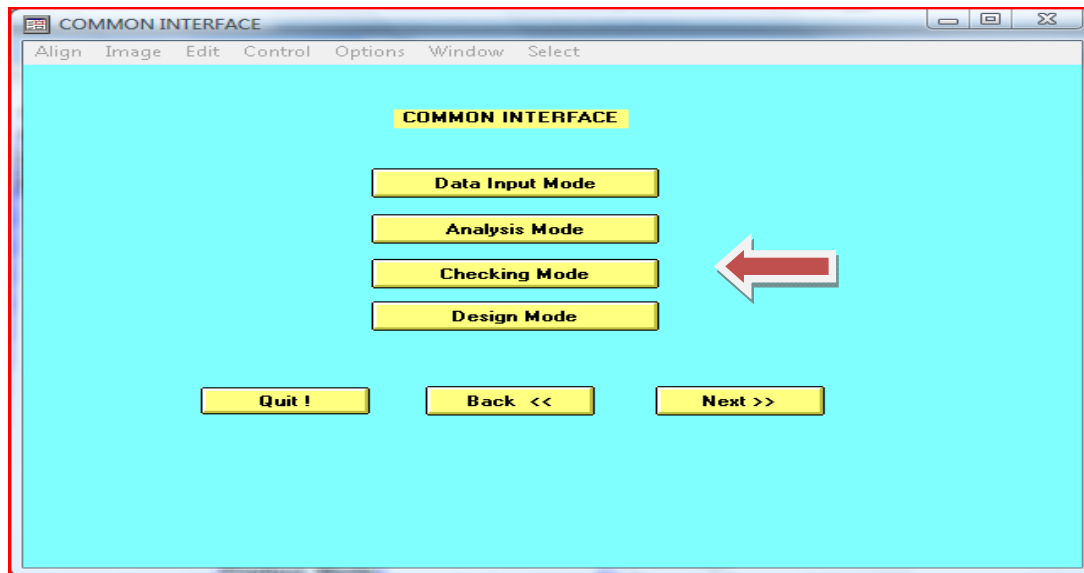 COMMON INTERFACE
Align Image Edit Control Options Window Select
COMMON INTERFACE
Data Input Mode
Analysis Mode
Checking Mode
Design Mode
Quit ! Back << Next >>